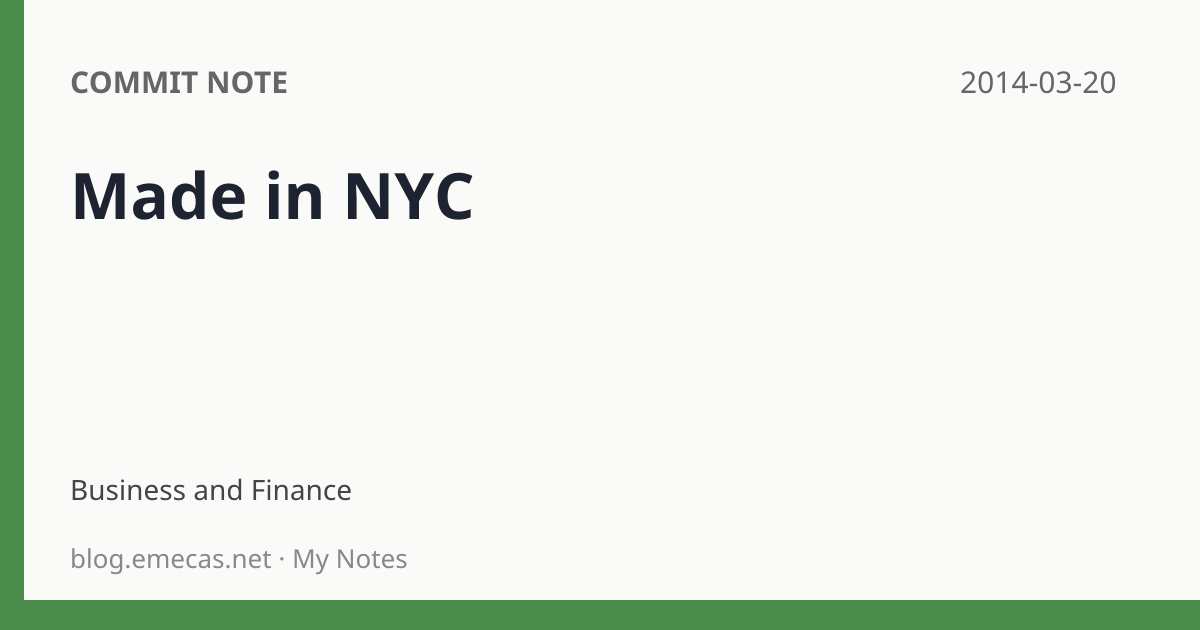 COMMIT NOTE
2014-03-20
Made in NYC
Business and Finance
blog.emecas.net · My Notes